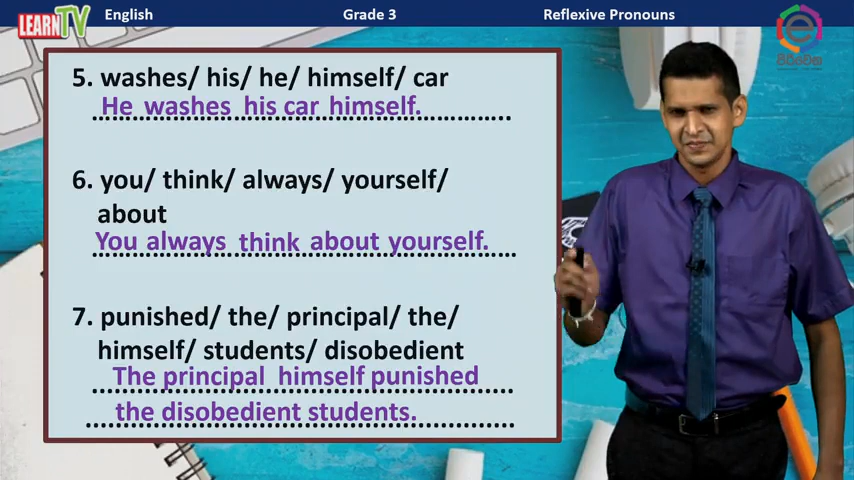 LEARN TV
English
Grade 3
Reflexive Pronouns
5. washes/ his/ he/ himself/ car
He washes his car himself.
6. you/ think/ always/ yourself/
about
You always think about yourself.
7. punished/ the/ principal/ the/
himself/ students/ disobedient
The principal himself punished
the disobedient students.